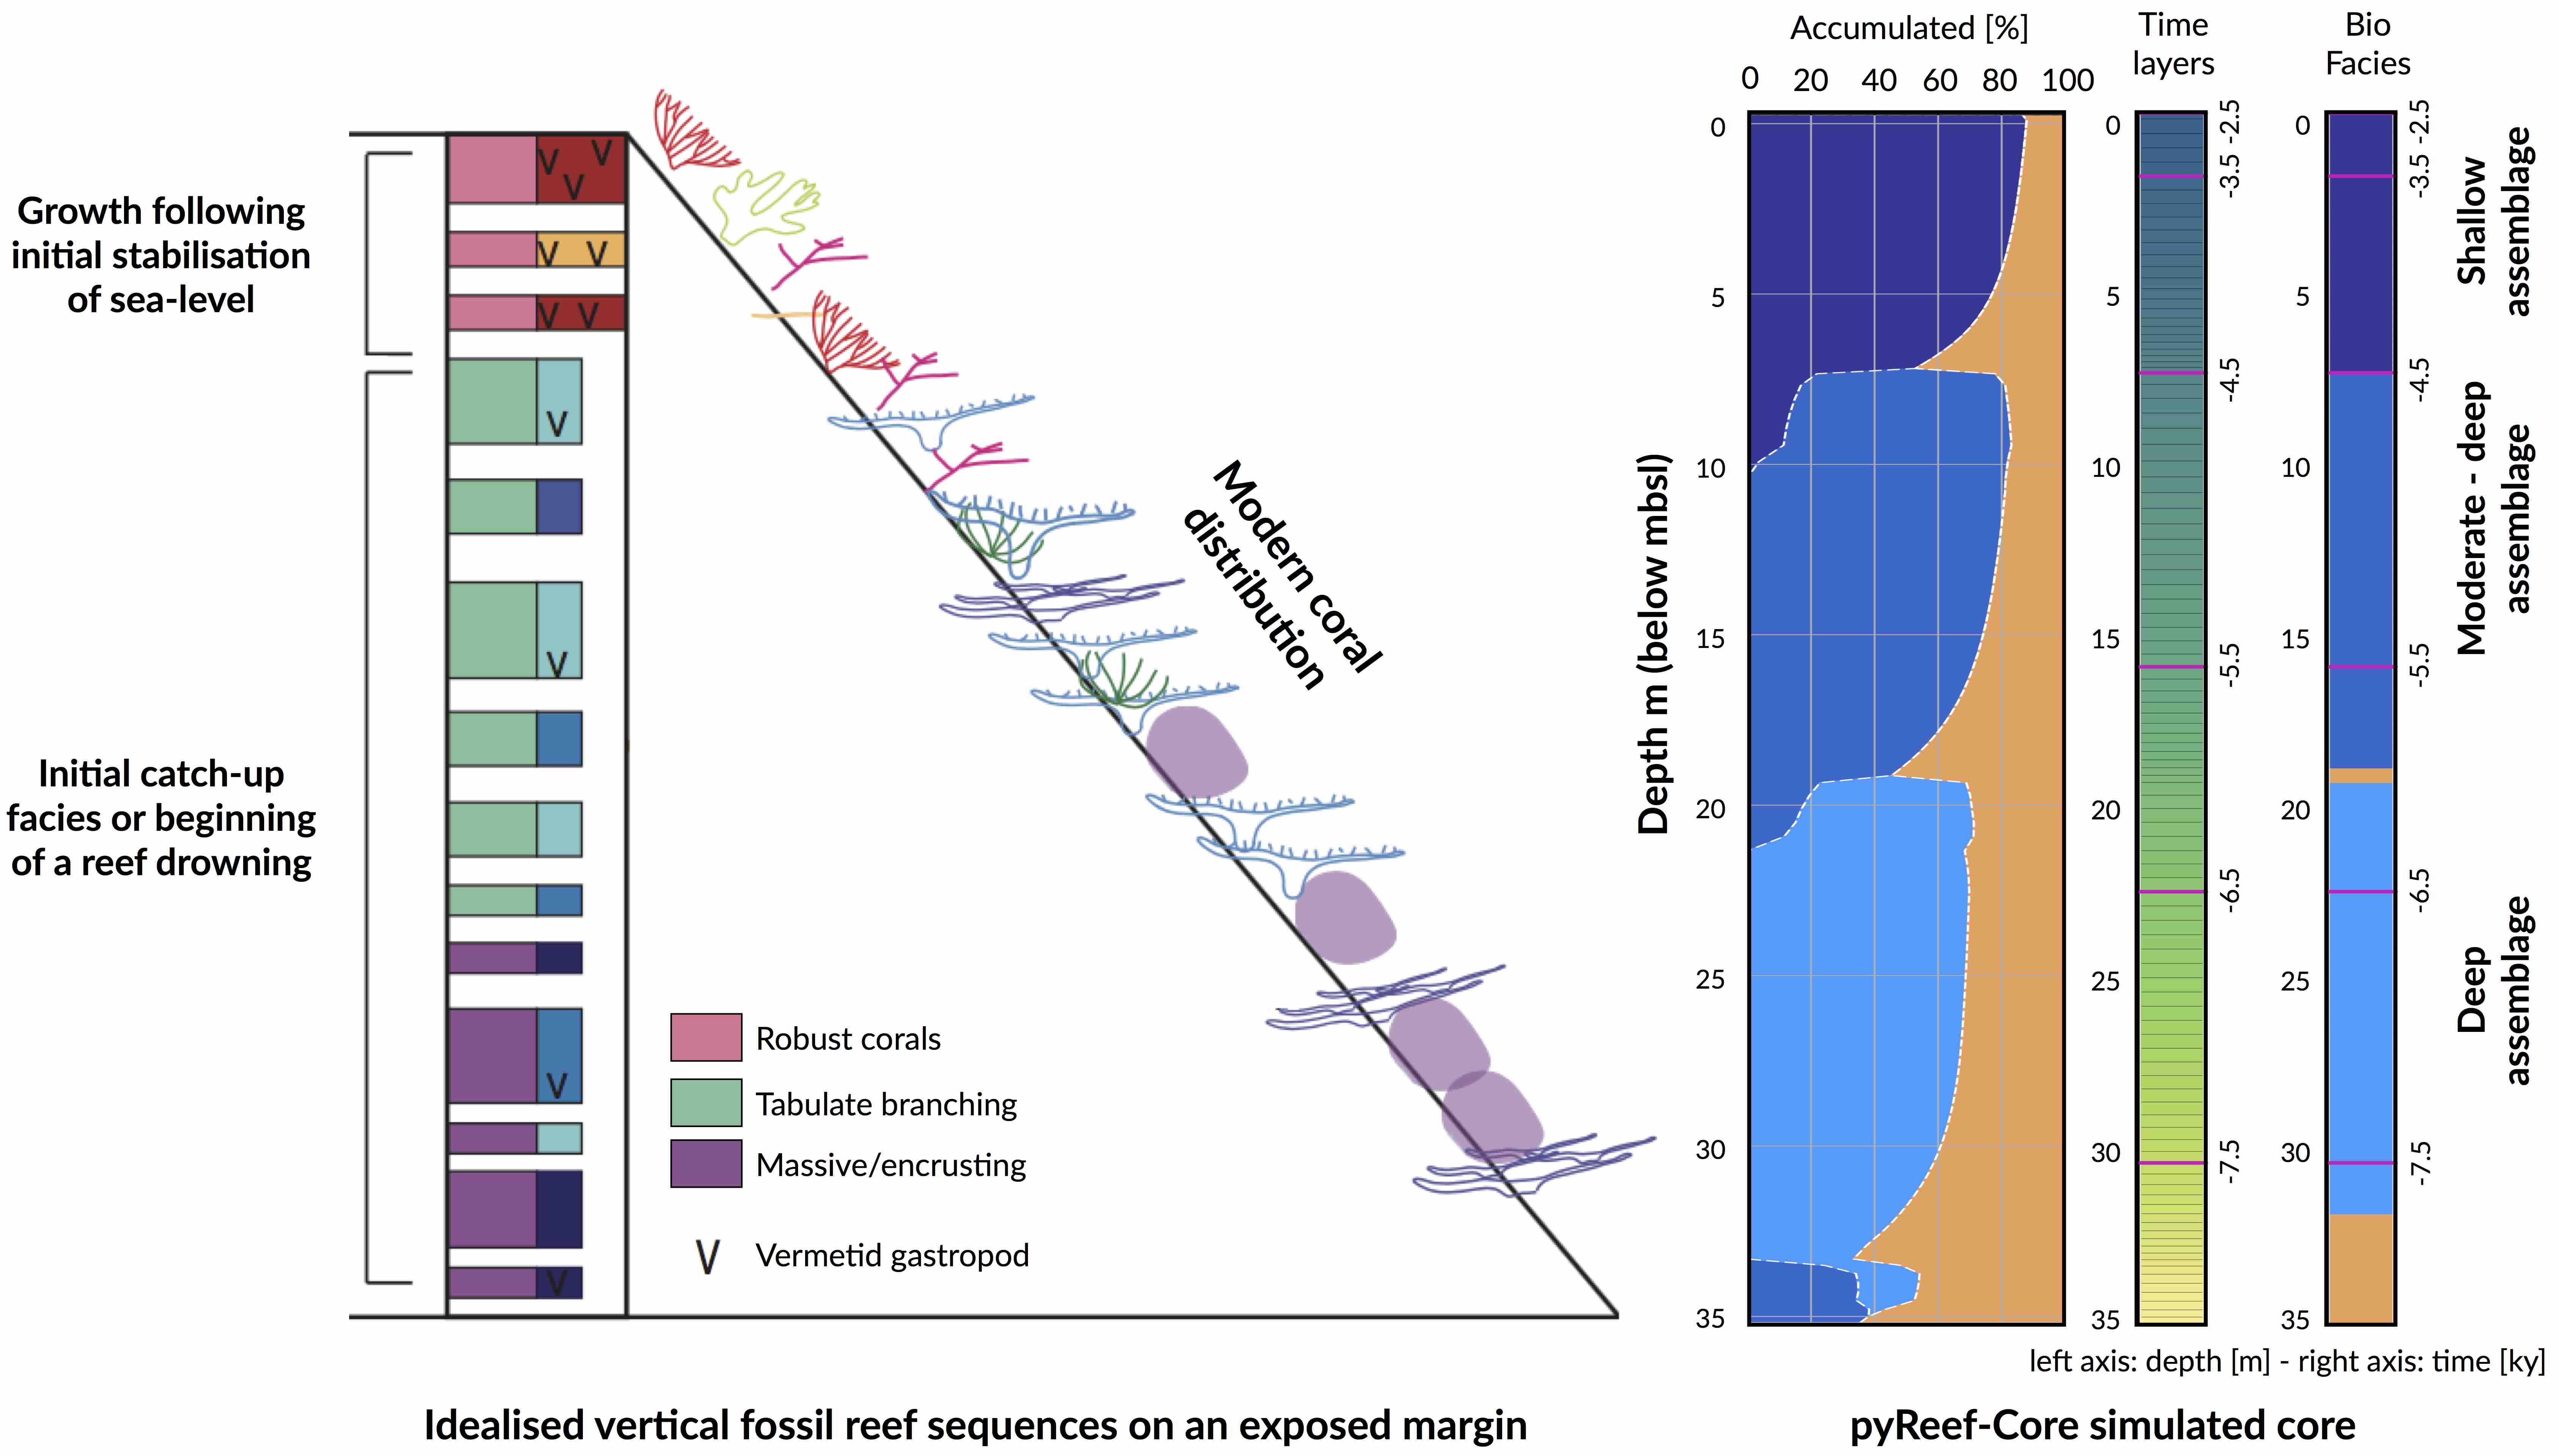 Growth following
initial stabilisation
of sea-level
Initial catch-up
facies or beginning
of a reef drowning
V V
V
V V
V V
V
V
V
V
Robust corals
Tabulate branching
Massive/encrusting
V Vermetid gastropod
Modern coral
distribution
Idealised vertical fossil reef sequences on an exposed margin
Accumulated [%]
0 20 40 60 80 100
Depth m (below mbsl)
0
5
10
15
20
25
30
35
Time
layers
0
5
10
15
20
25
30
35
-2.5
-3.5
-4.5
-5.5
-6.5
-7.5
Bio
Facies
0
5
10
15
20
25
30
35
-2.5
-3.5
-4.5
-5.5
-6.5
-7.5
Shallow
assemblage
Moderate - deep
assemblage
Deep
assemblage
left axis: depth [m] - right axis: time [ky]
pyReef-Core simulated core